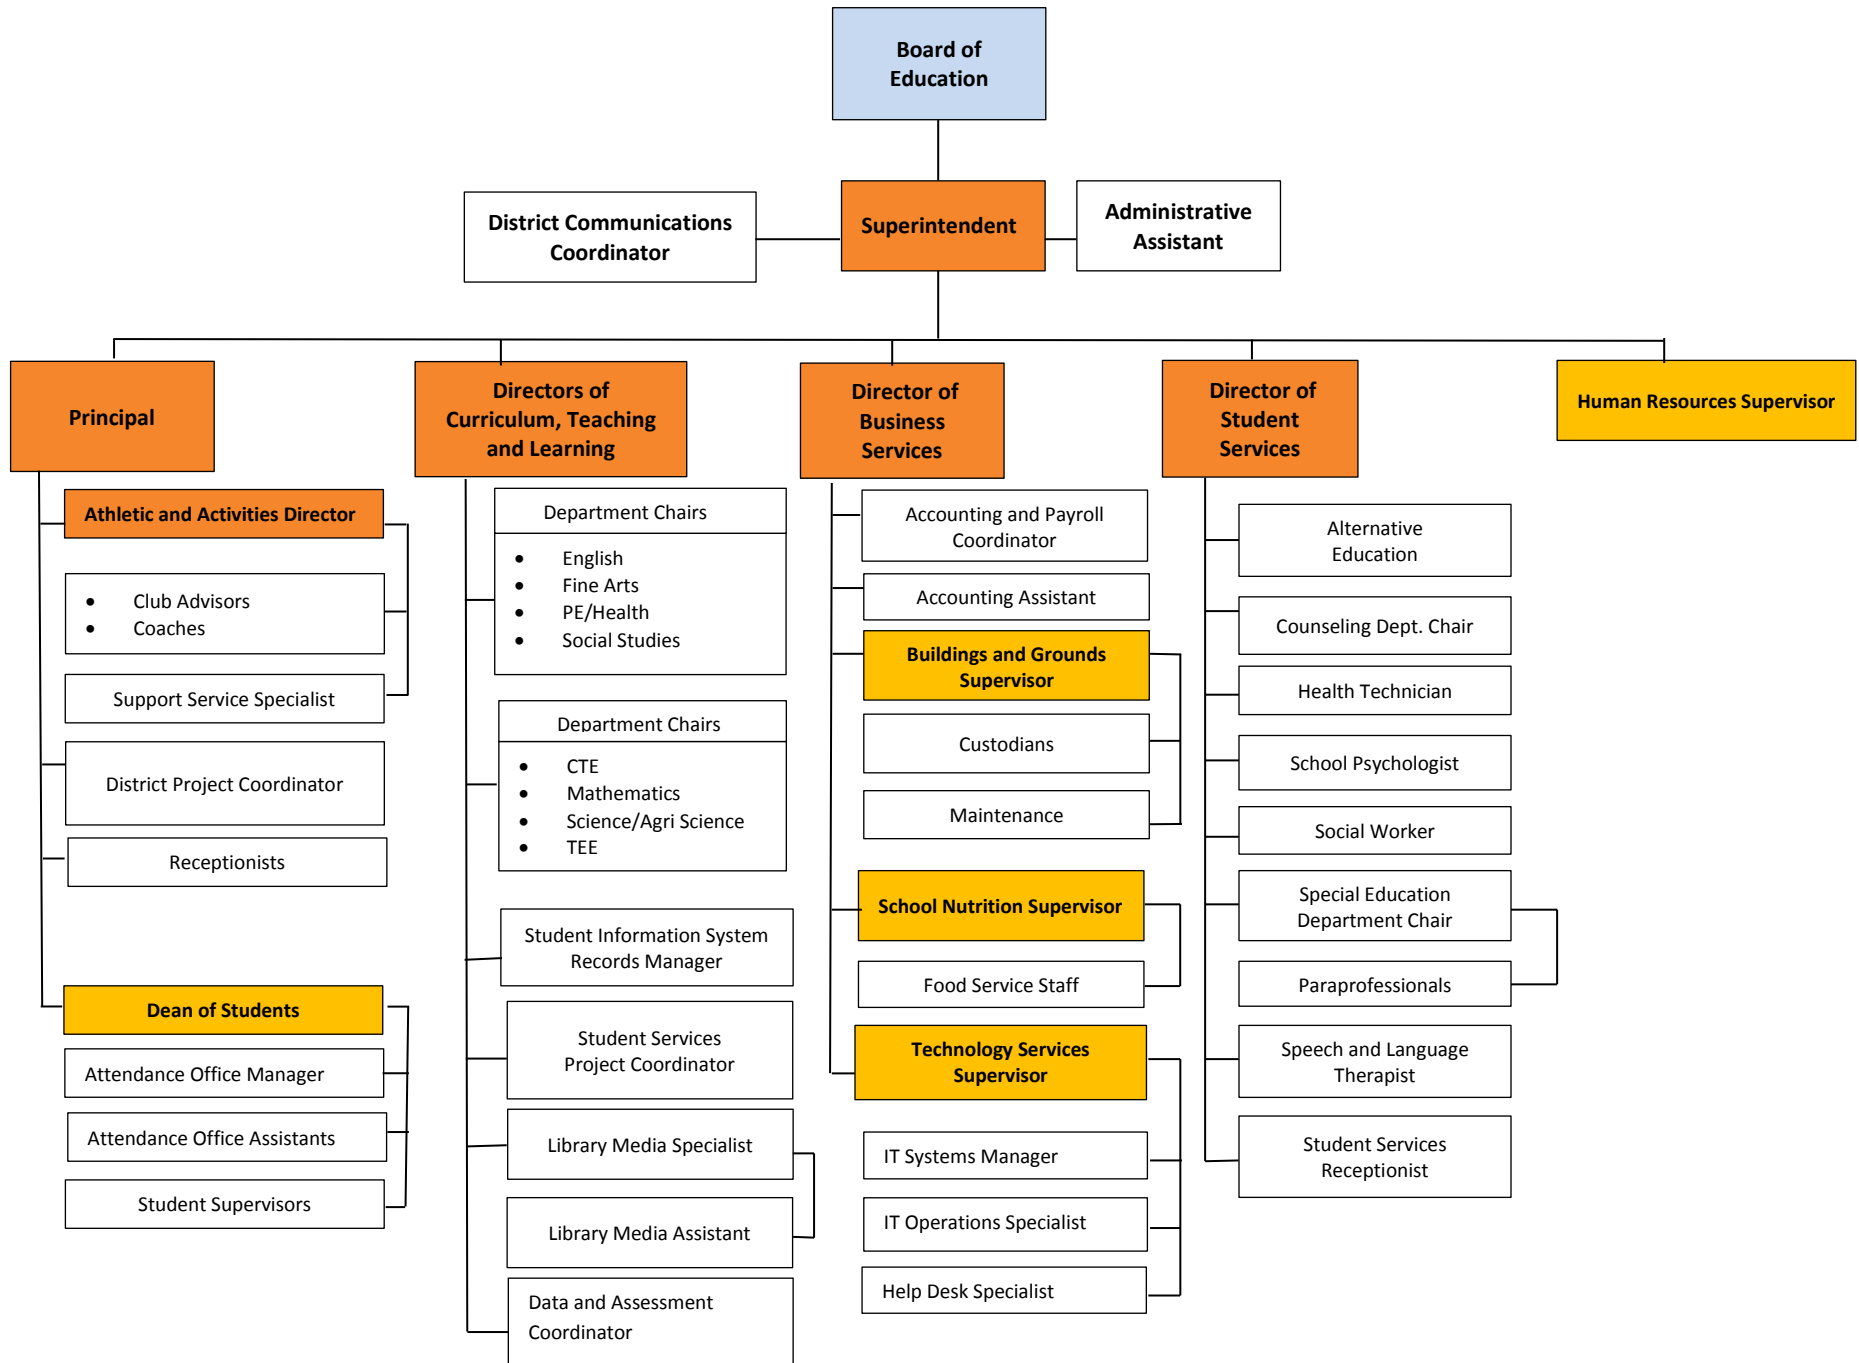 Board of
Education
District Communications
Coordinator
Superintendent
Administrative
Assistant
Principal
Directors of
Curriculum, Teaching
and Learning
Director of
Business
Services
Director of
Student
Services
Human Resources Supervisor
Athletic and Activities Director
• Club Advisors
• Coaches
Support Service Specialist
District Project Coordinator
Receptionists
Dean of Students
Attendance Office Manager
Attendance Office Assistants
Student Supervisors
Department Chairs
• English
• Fine Arts
• PE/Health
• Social Studies
Department Chairs
• CTE
• Mathematics
• Science/Agri Science
• TEE
Student Information System
Records Manager
Student Services
Project Coordinator
Library Media Specialist
Library Media Assistant
Data and Assessment
Coordinator
Accounting and Payroll
Coordinator
Accounting Assistant
Buildings and Grounds
Supervisor
Custodians
Maintenance
School Nutrition Supervisor
Food Service Staff
Technology Services
Supervisor
IT Systems Manager
IT Operations Specialist
Help Desk Specialist
Alternative
Education
Counseling Dept. Chair
Health Technician
School Psychologist
Social Worker
Special Education
Department Chair
Paraprofessionals
Speech and Language
Therapist
Student Services
Receptionist